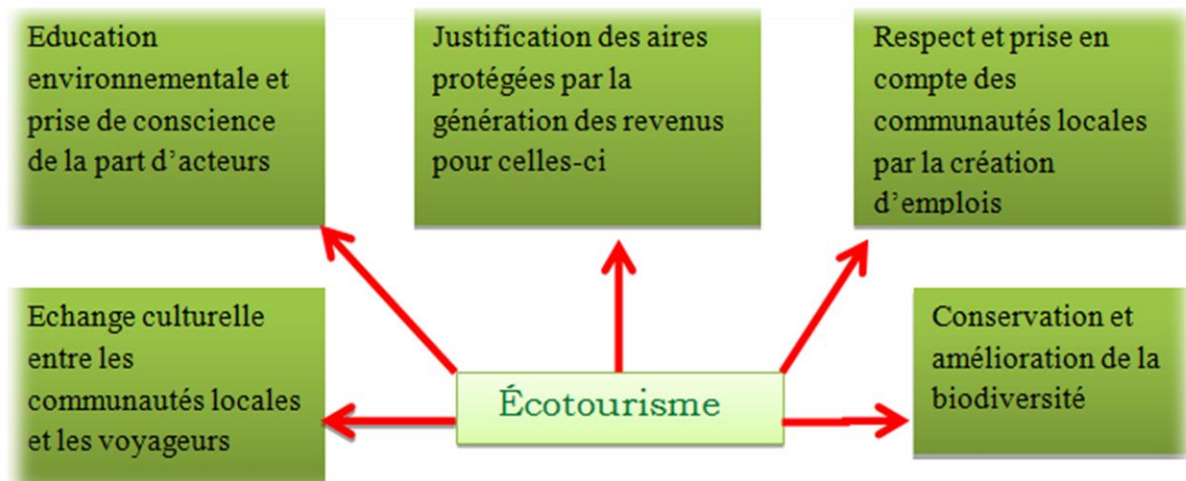 Education
environnementale et
prise de conscience
de la part d’acteurs
Justification des aires
protégées par la
génération des revenus
pour celles-ci
Respect et prise en
compte des
communautés locales
par la création
d’emplois
Echange culturelle
entre les
communautés locales
et les voyageurs
Écotourisme
Conservation et
amélioration de la
biodiversité